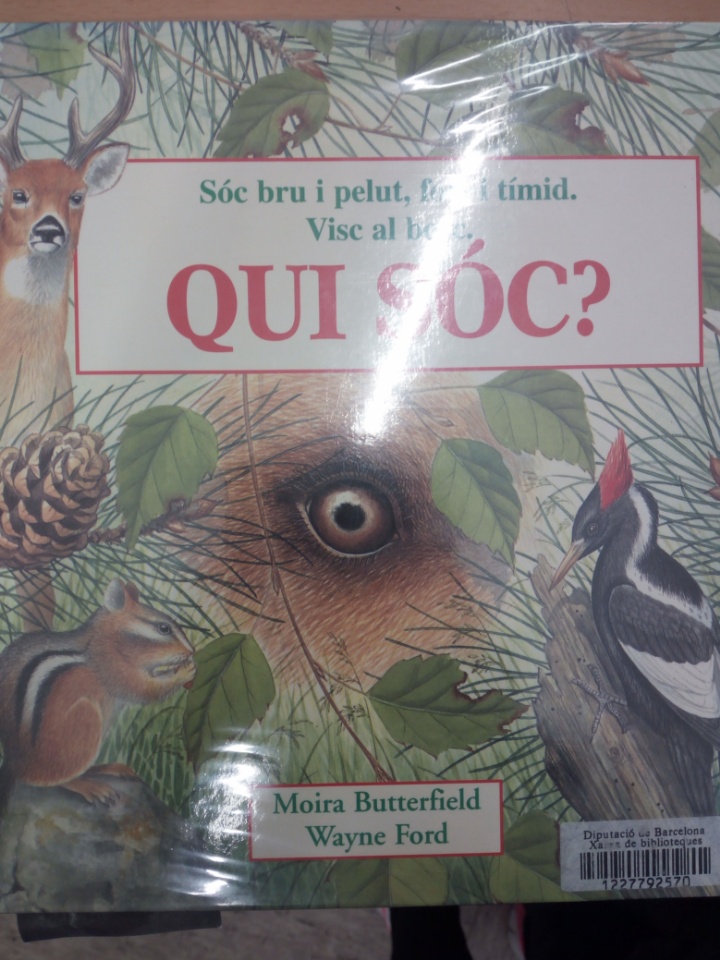 Sóc bru i pelut, i tímid.
Visc al
QUI SÓC?
Moira Butterfield
Wayne Ford
Diputació de Barcelona
de biblioteques
1227792570